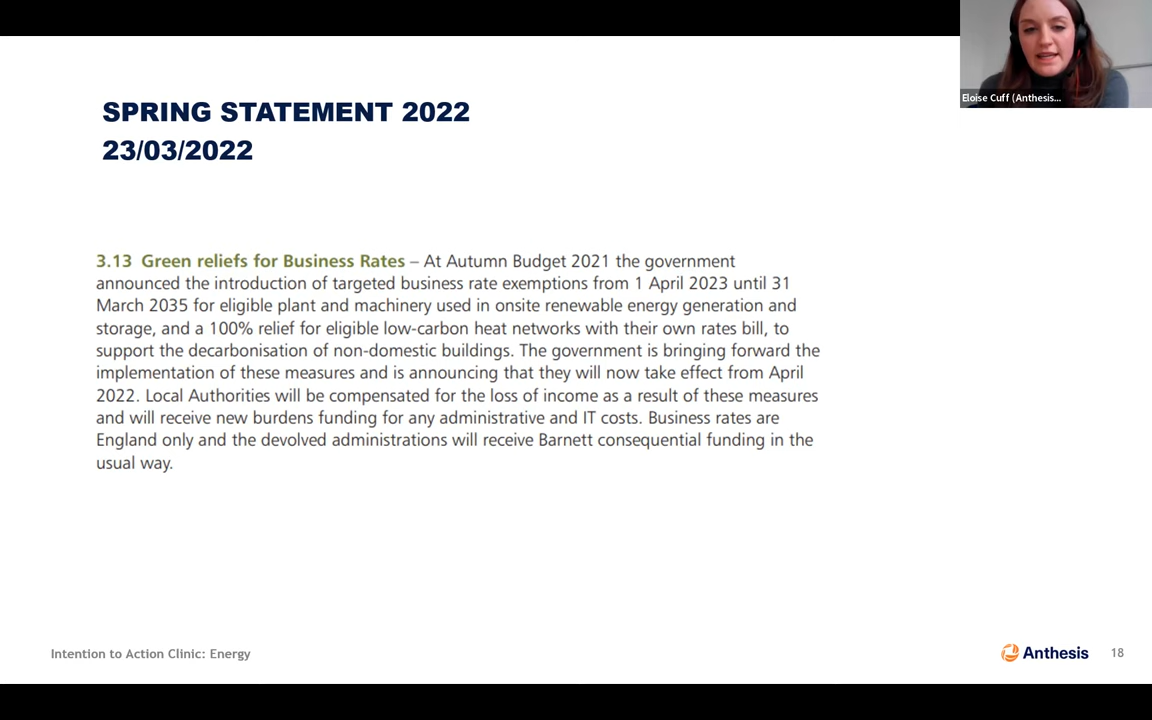 Eloise Cuff (Anthesis...
SPRING STATEMENT 2022
23/03/2022
3.13 Green reliefs for Business Rates – At Autumn Budget 2021 the government
announced the introduction of targeted business rate exemptions from 1 April 2023 until 31
March 2035 for eligible plant and machinery used in onsite renewable energy generation and
storage, and a 100% relief for eligible low-carbon heat networks with their own rates bill, to
support the decarbonisation of non-domestic buildings. The government is bringing forward the
implementation of these measures and is announcing that they will now take effect from April
2022. Local Authorities will be compensated for the loss of income as a result of these measures
and will receive new burdens funding for any administrative and IT costs. Business rates are
England only and the devolved administrations will receive Barnett consequential funding in the
usual way.
Intention to Action Clinic: Energy
Anthesis
18